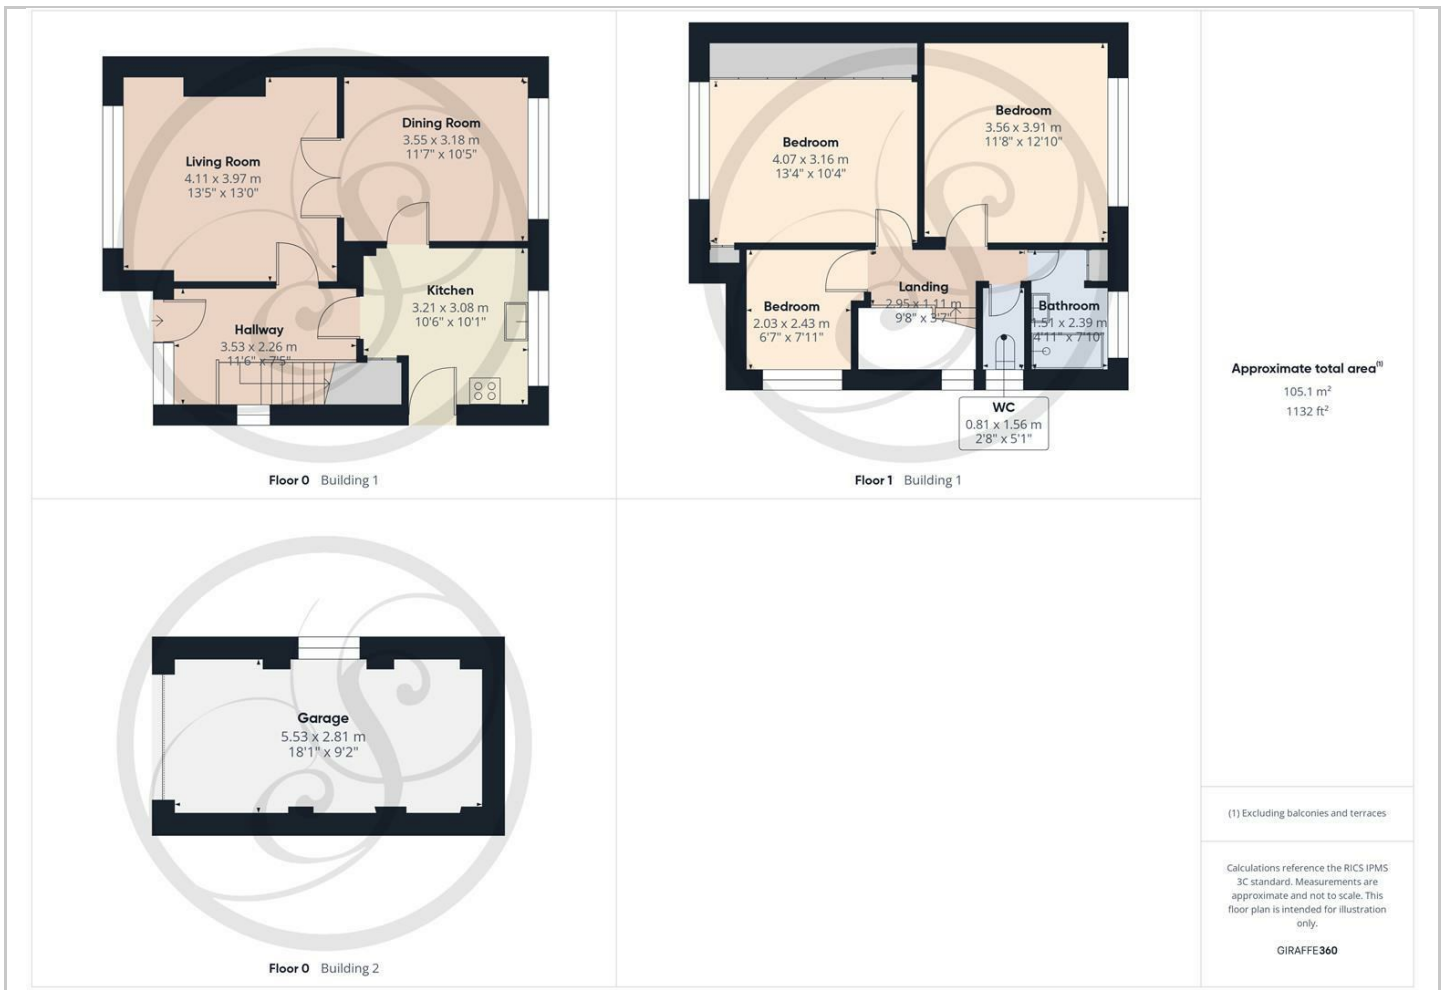 Living Room
4.11 x 3.97 m
13'5" x 13'0"
Dining Room
3.55 x 3.18 m
11'7" x 10'5"
Kitchen
3.21 x 3.08 m
10'6" x 10'1"
Hallway
3.53 x 2.26 m
11'6" x 7'5"
Floor 0 Building 1
Bedroom
4.07 x 3.16 m
13'4" x 10'4"
Bedroom
3.56 x 3.91 m
11'8" x 12'10"
Bedroom
2.03 x 2.43 m
6'7" x 7'11"
Landing
2.95 x 1.11 m
9'8" x 3'7"
Bathroom
1.51 x 2.39 m
4'11" x 7'10"
WC
0.81 x 1.56 m
2'8" x 5'1"
Floor 1 Building 1
Approximate total area(1)
105.1 m²
1132 ft²
Garage
5.53 x 2.81 m
18'1" x 9'2"
Floor 0 Building 2
(1) Excluding balconies and terraces
Calculations reference the RICS IPMS
3C standard. Measurements are
approximate and not to scale. This
floor plan is intended for illustration
only.
GIRAFFE360